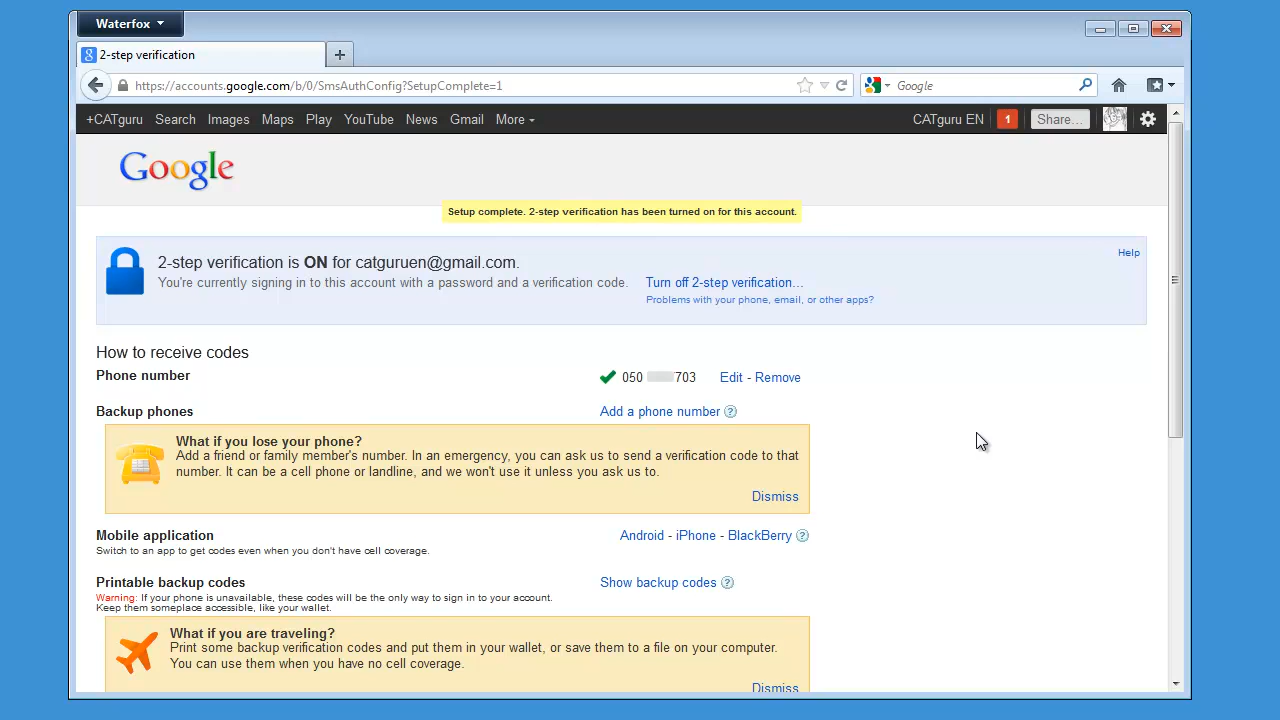 Waterfox
2-step verification
https://accounts.google.com/b/0/SmsAuthConfig?SetupComplete=1
Google
+CATguru Search Images Maps Play YouTube News Gmail More
CATguru EN 1 Share...
Google
Setup complete. 2-step verification has been turned on for this account.
2-step verification is ON for catguruen@gmail.com.
Help
You're currently signing in to this account with a password and a verification code.
Turn off 2-step verification...
Problems with your phone, email, or other apps?
How to receive codes
Phone number
050 703 Edit - Remove
Backup phones
Add a phone number ?
What if you lose your phone?
Add a friend or family member's number. In an emergency, you can ask us to send a verification code to that
number. It can be a cell phone or landline, and we won't use it unless you ask us to.
Dismiss
Mobile application
Android - iPhone - BlackBerry ?
Switch to an app to get codes even when you don't have cell coverage.
Printable backup codes
Show backup codes ?
Warning: If your phone is unavailable, these codes will be the only way to sign in to your account.
Keep them someplace accessible, like your wallet.
What if you are traveling?
Print some backup verification codes and put them in your wallet, or save them to a file on your computer.
You can use them when you have no cell coverage.
Dismiss